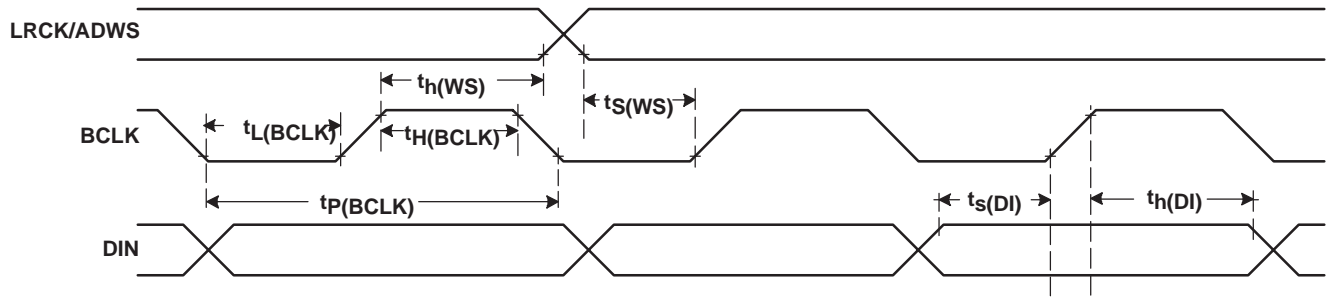 LRCK/ADWS
th(WS)
tS(WS)
BCLK
tL(BCLK)
tH(BCLK)
tP(BCLK)
ts(DI)
th(DI)
DIN